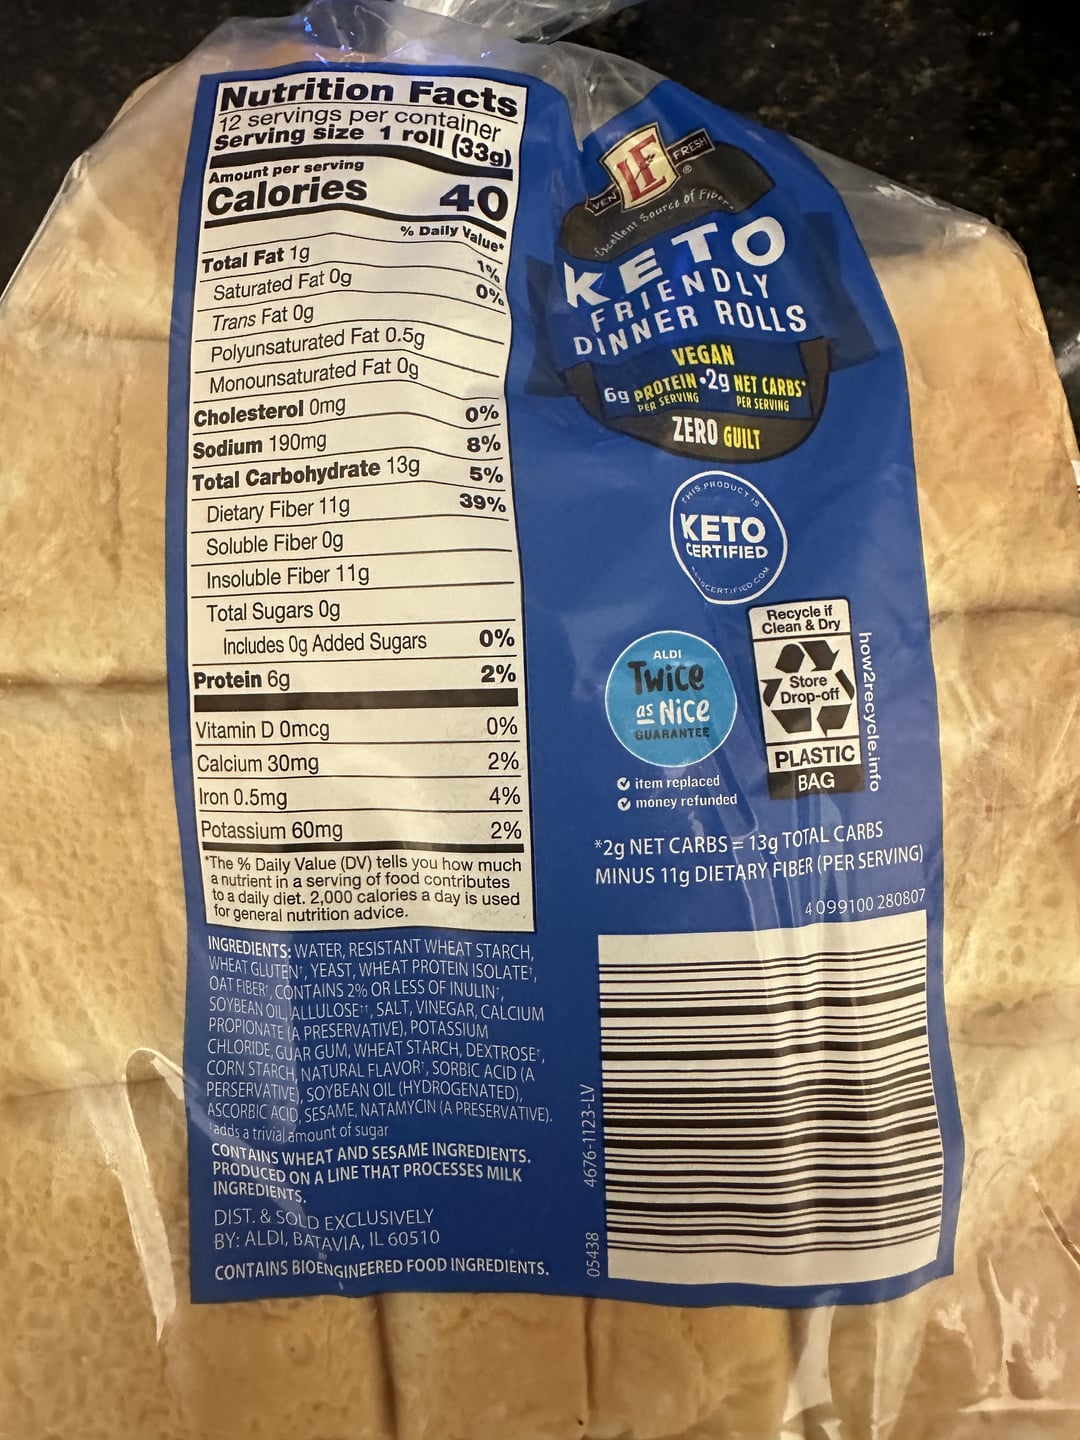 Nutrition Facts
12 servings per container
Serving size 1 roll (33g)
Amount per serving
Calories 40
% Daily Value*
Total Fat 1g 1%
Saturated Fat 0g 0%
Trans Fat 0g
Polyunsaturated Fat 0.5g
Monounsaturated Fat 0g
Cholesterol 0mg 0%
Sodium 190mg 8%
Total Carbohydrate 13g 5%
Dietary Fiber 11g 39%
Soluble Fiber 0g
Insoluble Fiber 11g
Total Sugars 0g
Includes 0g Added Sugars 0%
Protein 6g 2%
Vitamin D 0mcg 0%
Calcium 30mg 2%
Iron 0.5mg 4%
Potassium 60mg 2%
*The % Daily Value (DV) tells you how much
a nutrient in a serving of food contributes
to a daily diet. 2,000 calories a day is used
for general nutrition advice.
INGREDIENTS: WATER, RESISTANT WHEAT STARCH,
WHEAT GLUTEN†, YEAST, WHEAT PROTEIN ISOLATE†,
OAT FIBER†, CONTAINS 2% OR LESS OF INULIN†,
SOYBEAN OIL, ALLULOSE††, SALT, VINEGAR, CALCIUM
PROPIONATE (A PRESERVATIVE), POTASSIUM
CHLORIDE, GUAR GUM, WHEAT STARCH, DEXTROSE†,
CORN STARCH, NATURAL FLAVOR†, SORBIC ACID (A
PERSERVATIVE), SOYBEAN OIL (HYDROGENATED),
ASCORBIC ACID, SESAME, NATAMYCIN (A PRESERVATIVE).
†adds a trivial amount of sugar
CONTAINS WHEAT AND SESAME INGREDIENTS.
PRODUCED ON A LINE THAT PROCESSES MILK
INGREDIENTS.
DIST. & SOLD EXCLUSIVELY
BY: ALDI, BATAVIA, IL 60510
CONTAINS BIOENGINEERED FOOD INGREDIENTS.
LF
FRESH
®
Excellent Source of Fiber
KETO
FRIENDLY
DINNER ROLLS
VEGAN
6g PROTEIN • 2g NET CARBS*
PER SERVING PER SERVING
ZERO GUILT
THIS PRODUCT IS
KETO
CERTIFIED
KETOCERTIFIED.COM
ALDI
Twice
as Nice
GUARANTEE
item replaced
money refunded
Recycle if
Clean & Dry
Store
Drop-off
PLASTIC
BAG
how2recycle.info
*2g NET CARBS = 13g TOTAL CARBS
MINUS 11g DIETARY FIBER (PER SERVING)
4 099100 280807
4676-1123-LV
05438